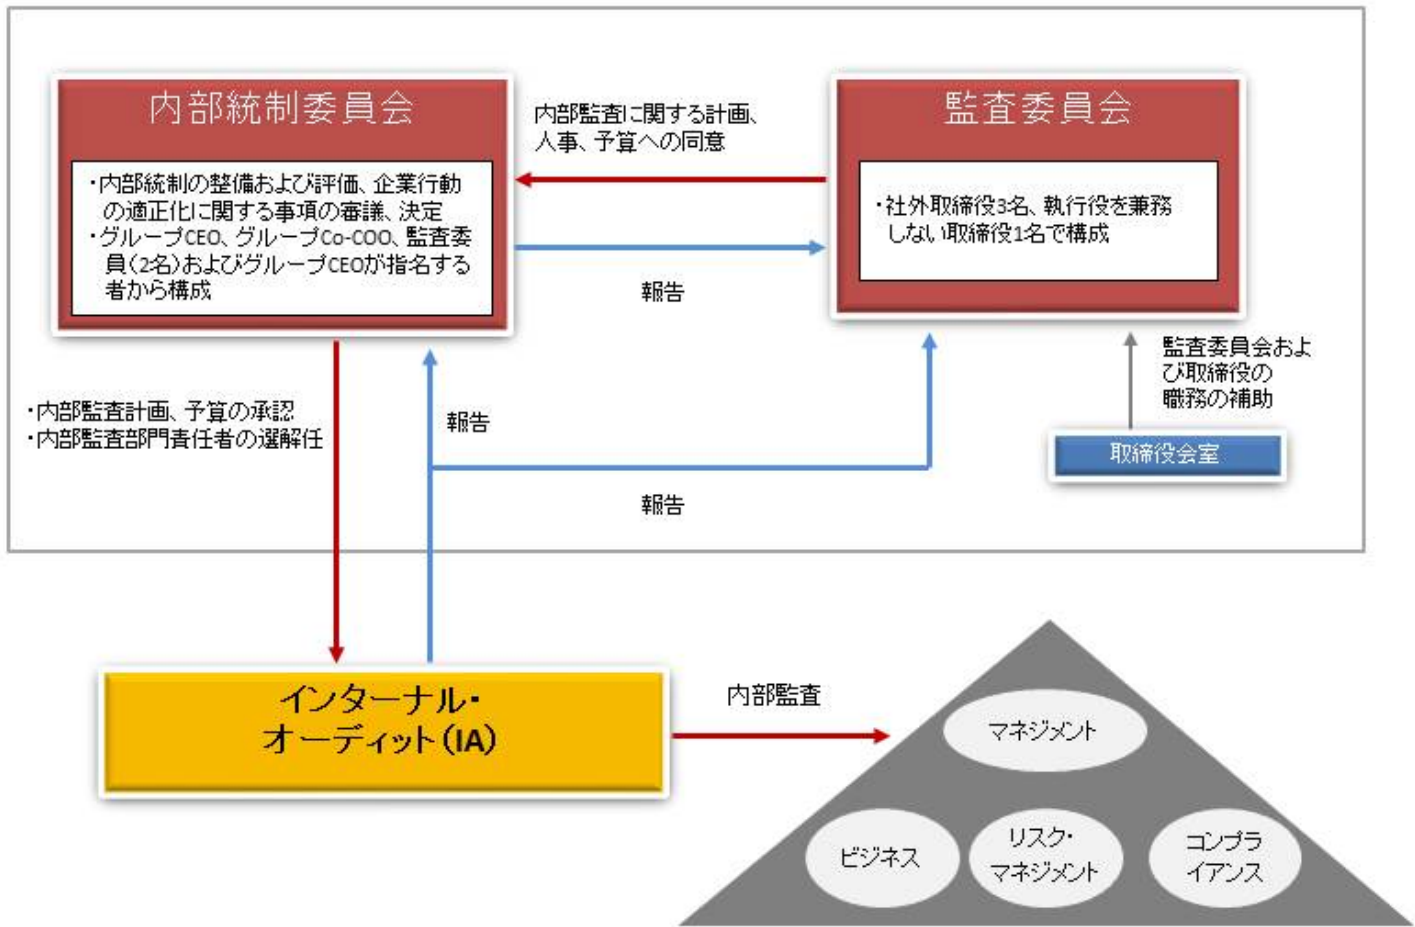 内部統制委員会
・内部統制の整備および評価、企業行動
の適正化に関する事項の審議、決定
・グループCEO、グループCo-COO、監査委
員(2名)およびグループCEOが指名する
者から構成
内部監査に関する計画、
人事、予算への同意
報告
監査委員会
・社外取締役3名、執行役を兼務
しない取締役1名で構成
監査委員会およ
び取締役の
職務の補助
取締役会室
・内部監査計画、予算の承認
・内部監査部門責任者の選解任
報告
報告
インターナル・
オーディット(IA)
内部監査
マネジメント
ビジネス
リスク・
マネジメント
コンプラ
イアンス